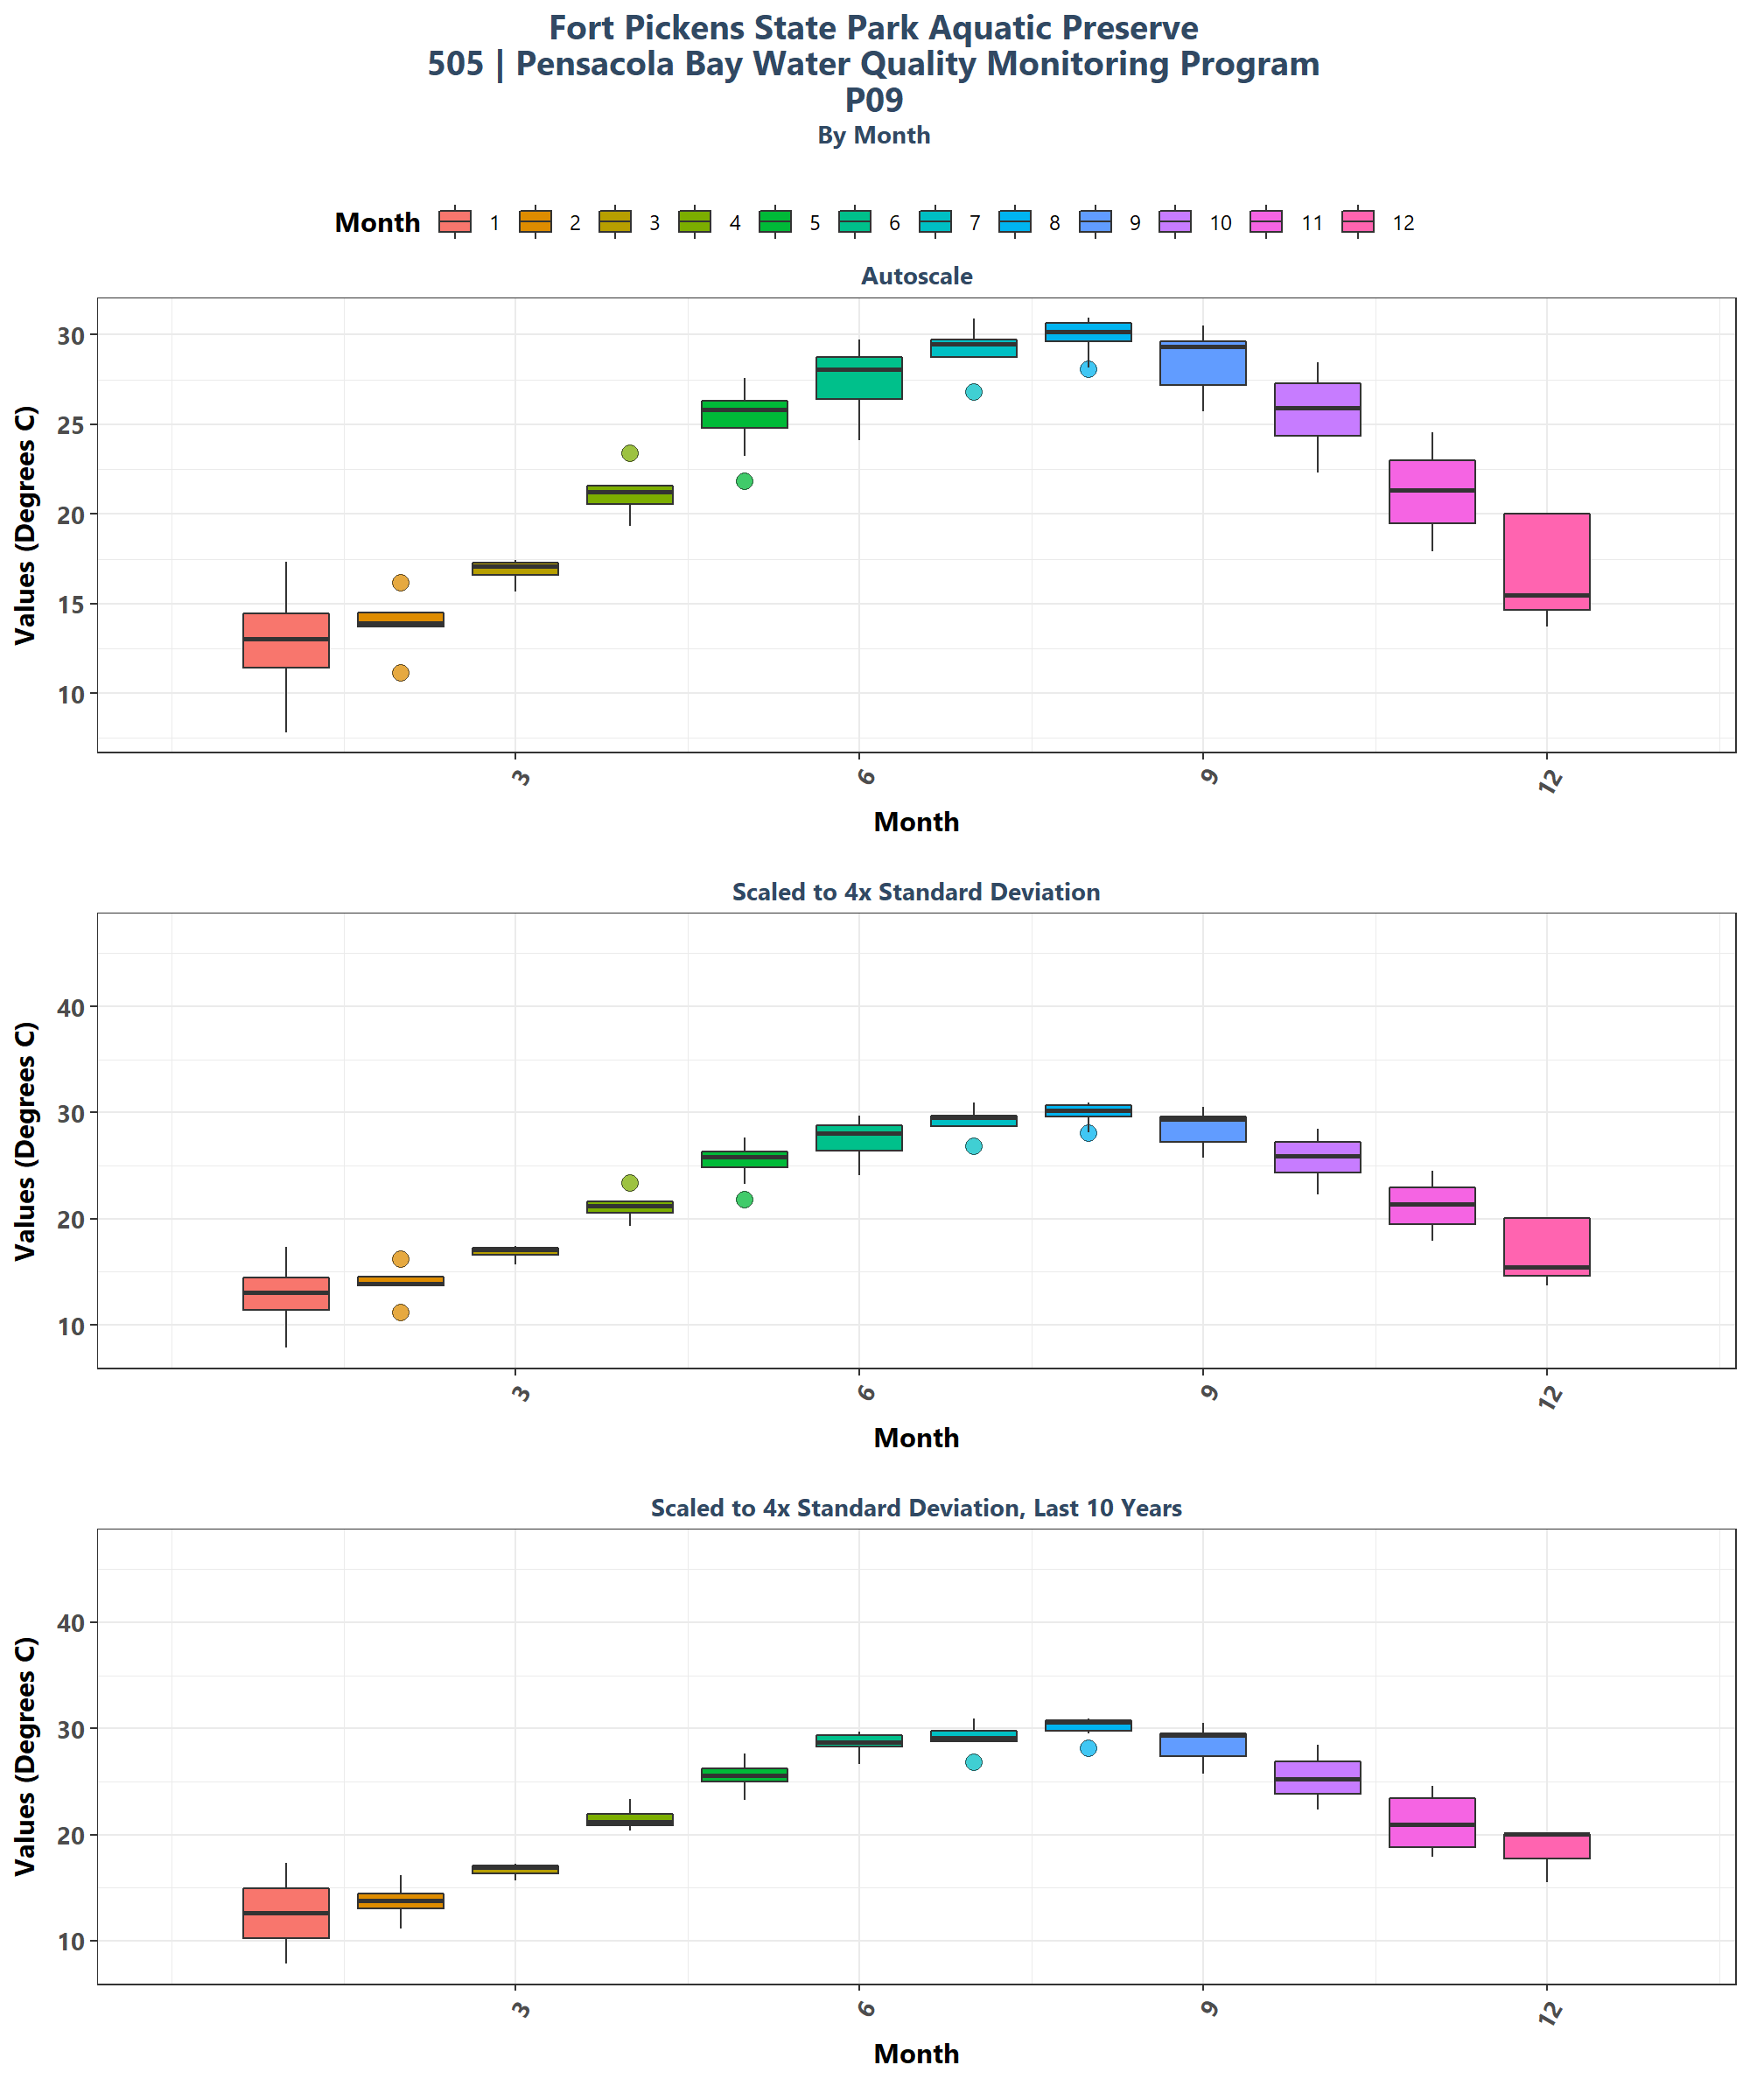 Fort Pickens State Park Aquatic Preserve
505 | Pensacola Bay Water Quality Monitoring Program
P09
By Month
Month 1 2 3 4 5 6 7 8 9 10 11 12
Autoscale
Values (Degrees C)
30
25
20
15
10
3 6 9 12
Month
Scaled to 4x Standard Deviation
Values (Degrees C)
40
30
20
10
3 6 9 12
Month
Scaled to 4x Standard Deviation, Last 10 Years
Values (Degrees C)
40
30
20
10
3 6 9 12
Month